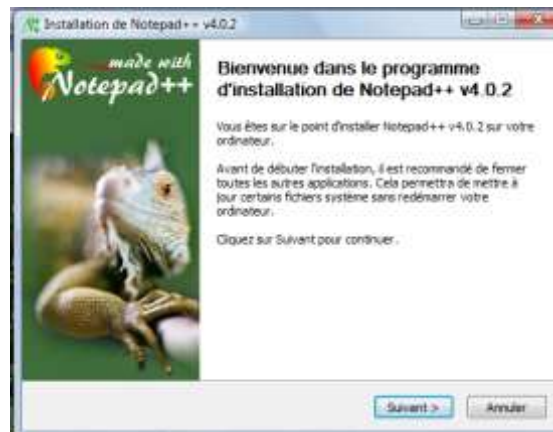 Installation de Notepad++ v4.0.2
made with
Notepad++
Bienvenue dans le programme
d'installation de Notepad++ v4.0.2
Vous êtes sur le point d'installer Notepad++ v4.0.2 sur votre
ordinateur.
Avant de débuter l'installation, il est recommandé de fermer
toutes les autres applications. Cela permettra de mettre à
jour certains fichiers système sans redémarrer votre
ordinateur.
Cliquez sur Suivant pour continuer.
Suivant >
Annuler